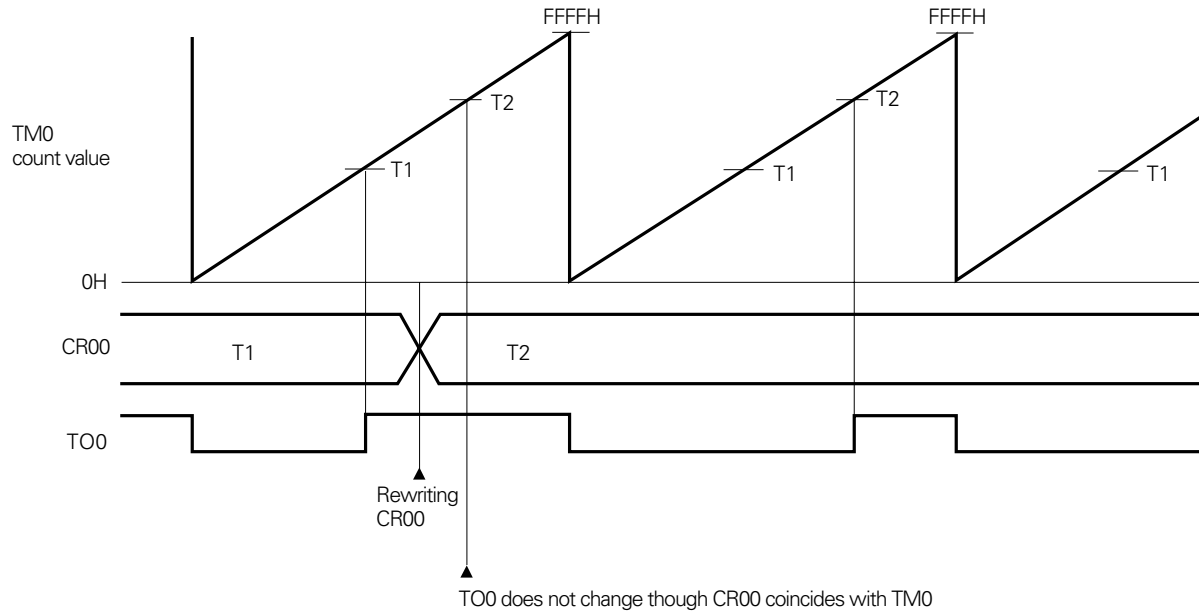 FFFFH
FFFFH
T2
T2
TM0
count value
T1
T1
T1
0H
CR00
T1
T2
TO0
Rewriting
CR00
TO0 does not change though CR00 coincides with TM0